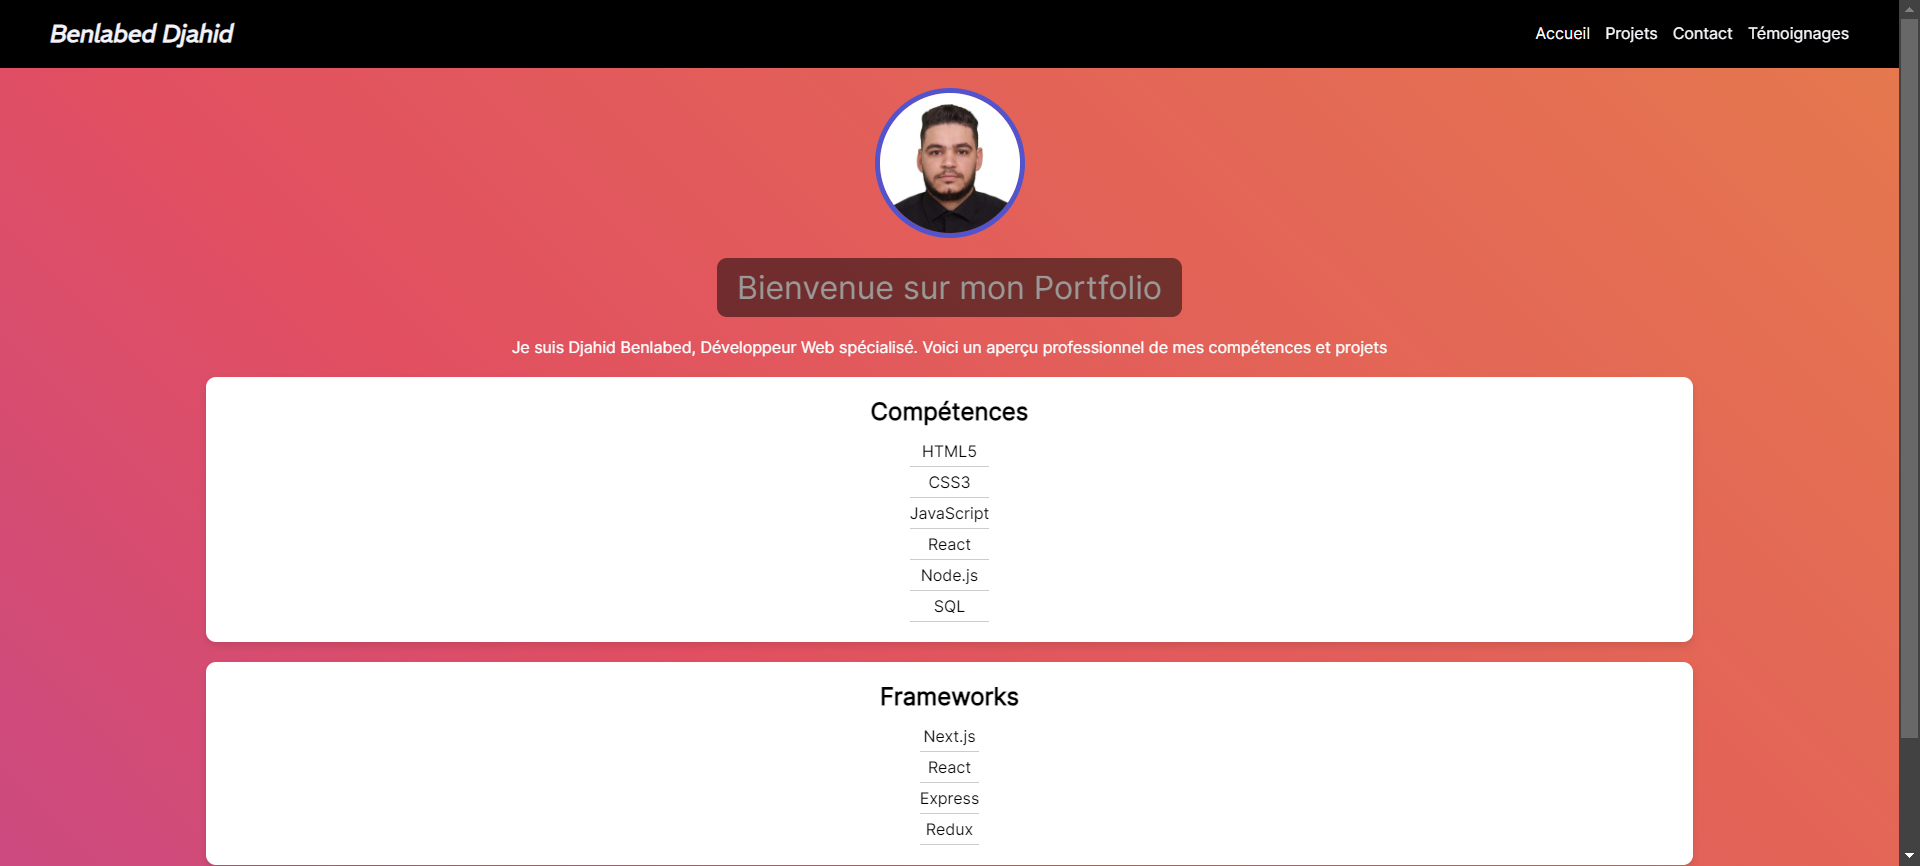 Benlabed Djahid
Accueil Projets Contact Témoignages
Bienvenue sur mon Portfolio
Je suis Djahid Benlabed, Développeur Web spécialisé. Voici un aperçu professionnel de mes compétences et projets
Compétences
HTML5
CSS3
JavaScript
React
Node.js
SQL
Frameworks
Next.js
React
Express
Redux